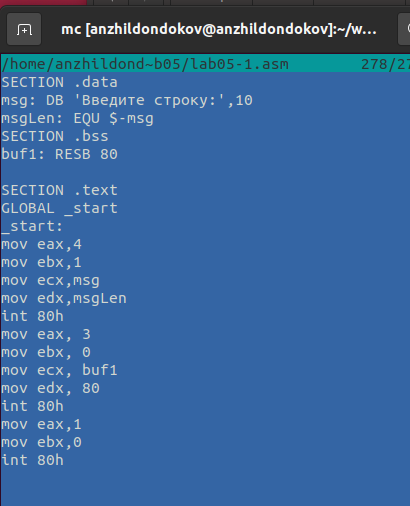 mc [anzhildondokov@anzhildondokov]:~/w...
/home/anzhildond~b05/lab05-1.asm 278/27
SECTION .data
msg: DB 'Введите строку:',10
msgLen: EQU $-msg
SECTION .bss
buf1: RESB 80
SECTION .text
GLOBAL _start
_start:
mov eax,4
mov ebx,1
mov ecx,msg
mov edx,msgLen
int 80h
mov eax, 3
mov ebx, 0
mov ecx, buf1
mov edx, 80
int 80h
mov eax,1
mov ebx,0
int 80h